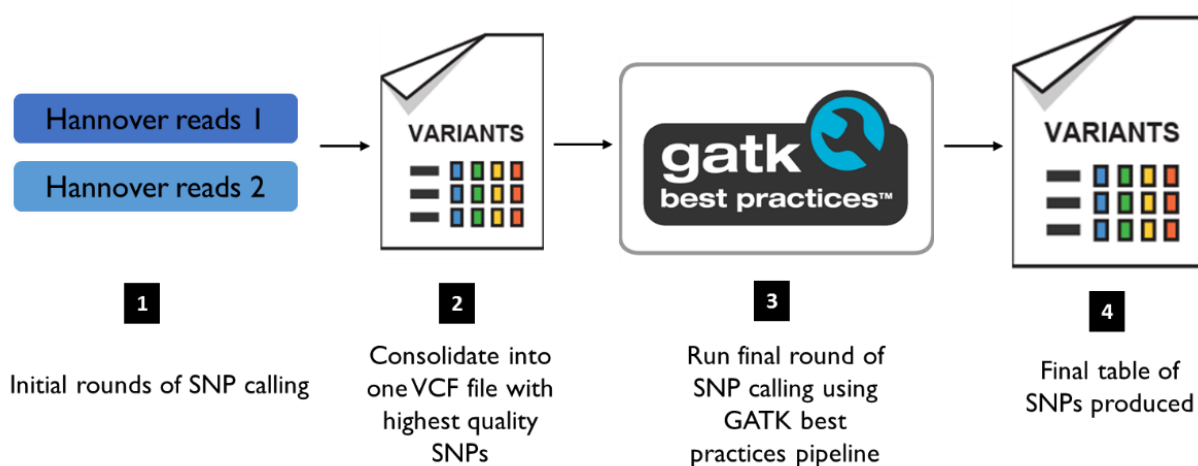 Hannover reads 1
Hannover reads 2
VARIANTS
gatk
best practices™
VARIANTS
1
Initial rounds of SNP calling
2
Consolidate into
one VCF file with
highest quality
SNPs
3
Run final round of
SNP calling using
GATK best
practices pipeline
4
Final table of
SNPs produced